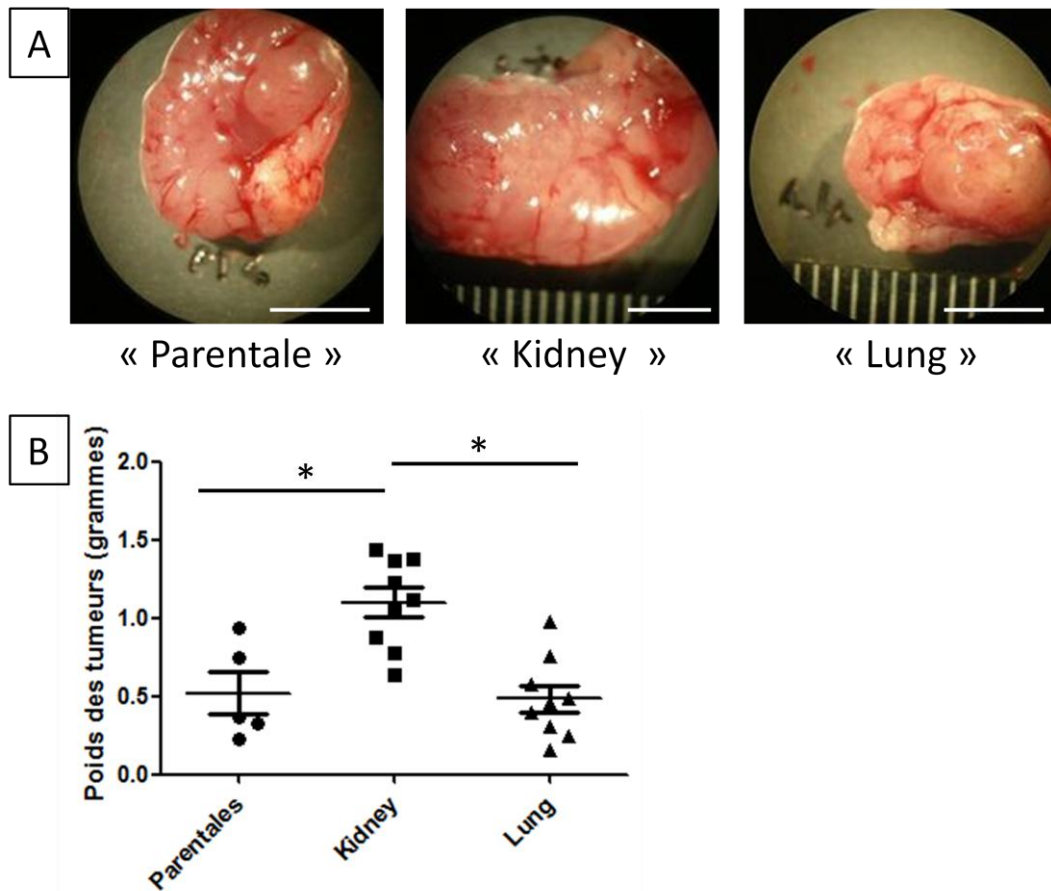 A
« Parentale »
« Kidney »
« Lung »
B
Poids des tumeurs (grammes)
2.0
1.5
1.0
0.5
0.0
*
*
Parentales
Kidney
Lung